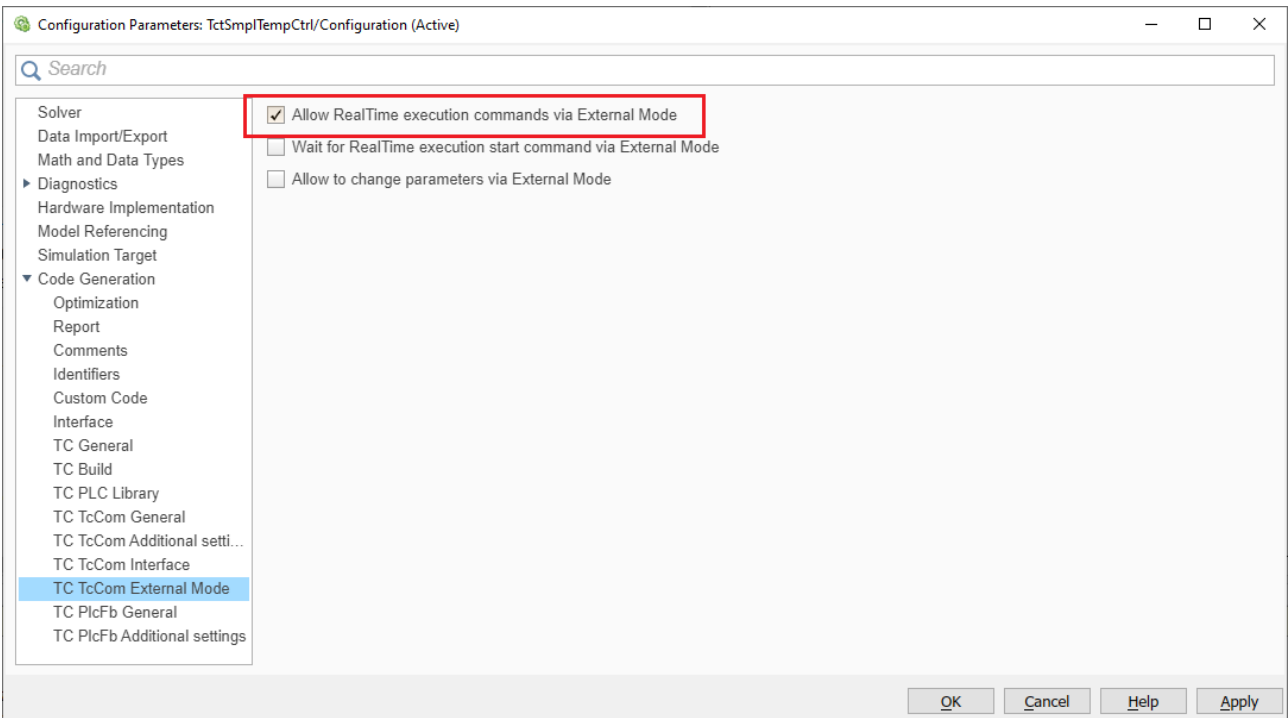 Configuration Parameters: TctSmplTempCtrl/Configuration (Active)
Search
Solver
Data Import/Export
Math and Data Types
Diagnostics
Hardware Implementation
Model Referencing
Simulation Target
Code Generation
Optimization
Report
Comments
Identifiers
Custom Code
Interface
TC General
TC Build
TC PLC Library
TC TcCom General
TC TcCom Additional setti...
TC TcCom Interface
TC TcCom External Mode
TC PlcFb General
TC PlcFb Additional settings
Allow RealTime execution commands via External Mode
Wait for RealTime execution start command via External Mode
Allow to change parameters via External Mode
OK Cancel Help Apply